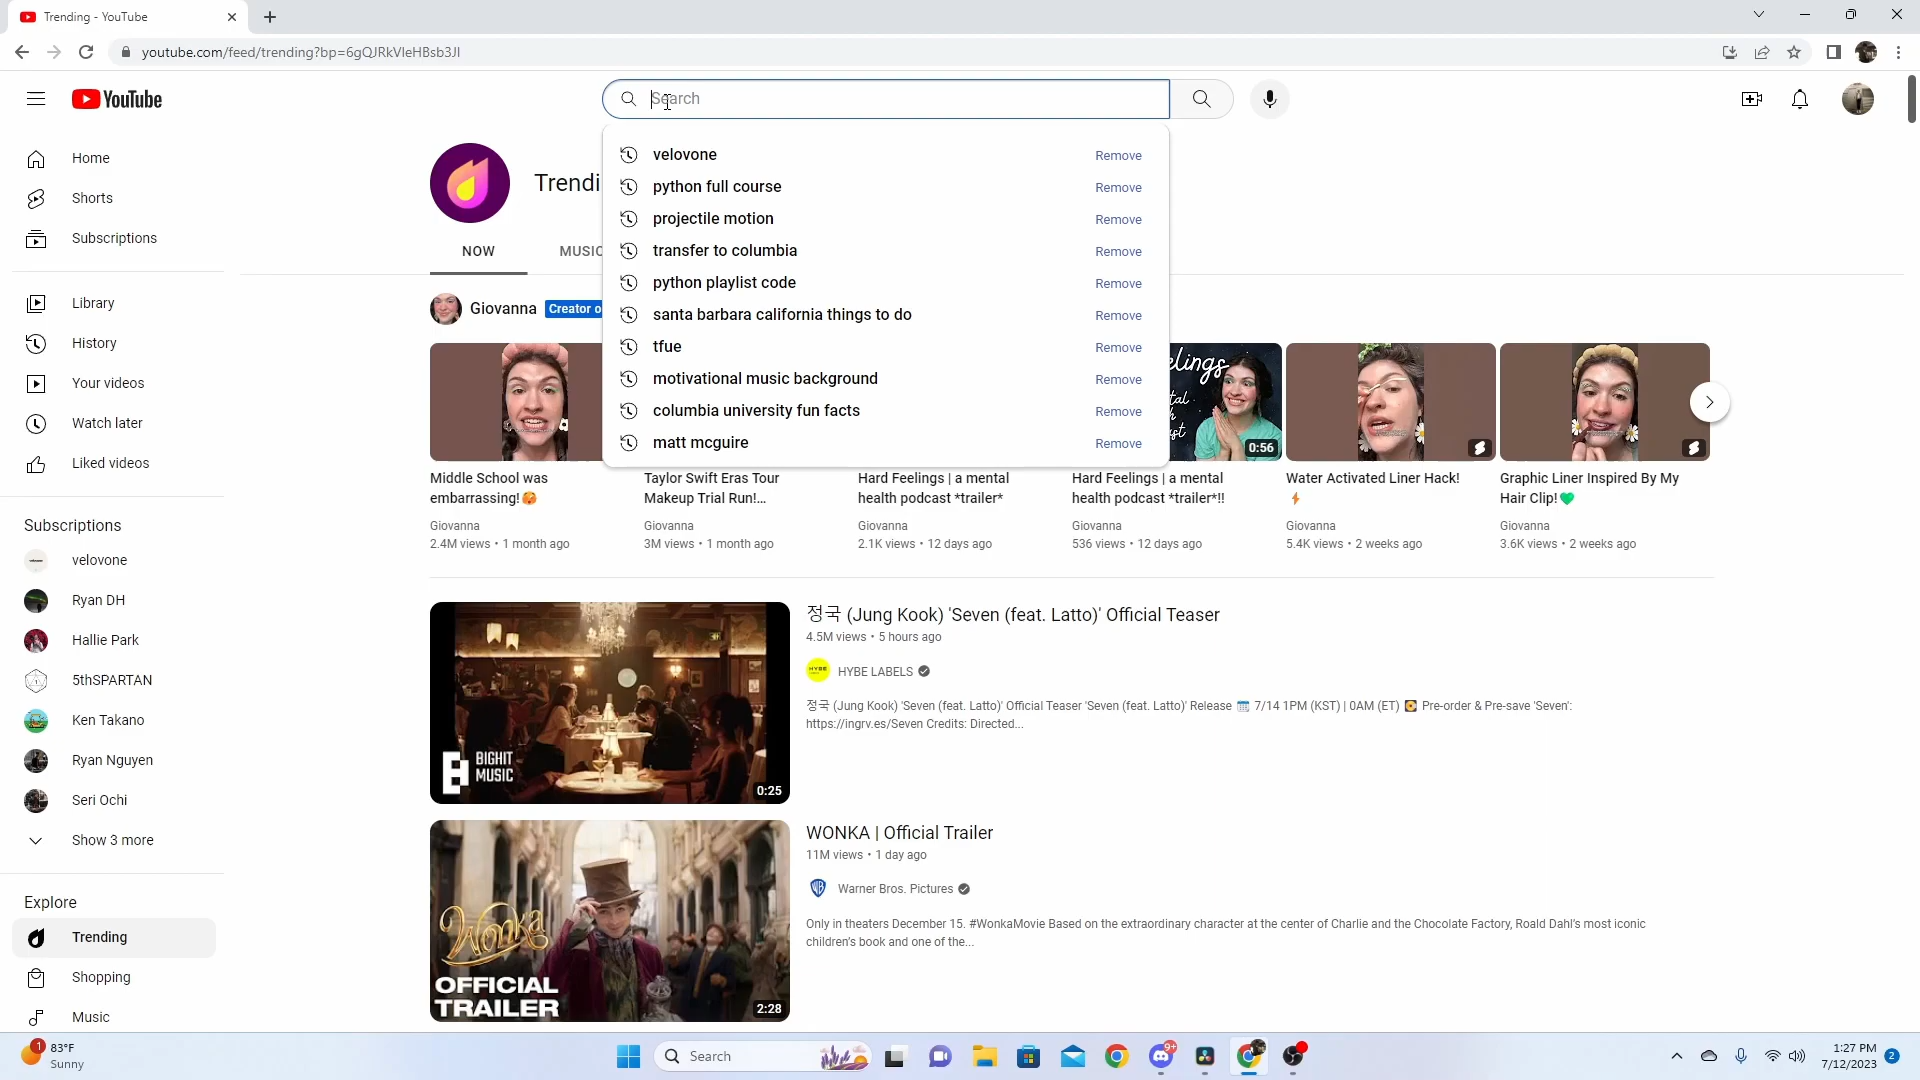 Trending - YouTube
youtube.com/feed/trending?bp=6gQJRkVleHBsb3Jl
YouTube
Search
velovone Remove
python full course Remove
projectile motion Remove
transfer to columbia Remove
python playlist code Remove
santa barbara california things to do Remove
tfue Remove
motivational music background Remove
columbia university fun facts Remove
matt mcguire Remove
Home
Shorts
Subscriptions
Library
History
Your videos
Watch later
Liked videos
Subscriptions
velovone
Ryan DH
Hallie Park
5thSPARTAN
Ken Takano
Ryan Nguyen
Seri Ochi
Show 3 more
Explore
Trending
Shopping
Music
Trendi
NOW MUSIC
Giovanna Creator o
0:56
Middle School was
embarrassing!🥵
Giovanna
2.4M views • 1 month ago
Taylor Swift Eras Tour
Makeup Trial Run!...
Giovanna
3M views • 1 month ago
Hard Feelings | a mental
health podcast *trailer*
Giovanna
2.1K views • 12 days ago
Hard Feelings | a mental
health podcast *trailer*!!
Giovanna
536 views • 12 days ago
Water Activated Liner Hack!
⚡
Giovanna
5.4K views • 2 weeks ago
Graphic Liner Inspired By My
Hair Clip!💚
Giovanna
3.6K views • 2 weeks ago
BIGHIT
MUSIC
0:25
정국 (Jung Kook) 'Seven (feat. Latto)' Official Teaser
4.5M views • 5 hours ago
HYBE LABELS
정국 (Jung Kook) 'Seven (feat. Latto)' Official Teaser 'Seven (feat. Latto)' Release 🗓 7/14 1PM (KST) | 0AM (ET) 💽 Pre-order & Pre-save 'Seven':
https://ingrv.es/Seven Credits: Directed...
Wonka
OFFICIAL
TRAILER
2:28
WONKA | Official Trailer
11M views • 1 day ago
Warner Bros. Pictures
Only in theaters December 15. #WonkaMovie Based on the extraordinary character at the center of Charlie and the Chocolate Factory, Roald Dahl's most iconic
children's book and one of the...
1
83°F
Sunny
Search
9+
1:27 PM
7/12/2023
2